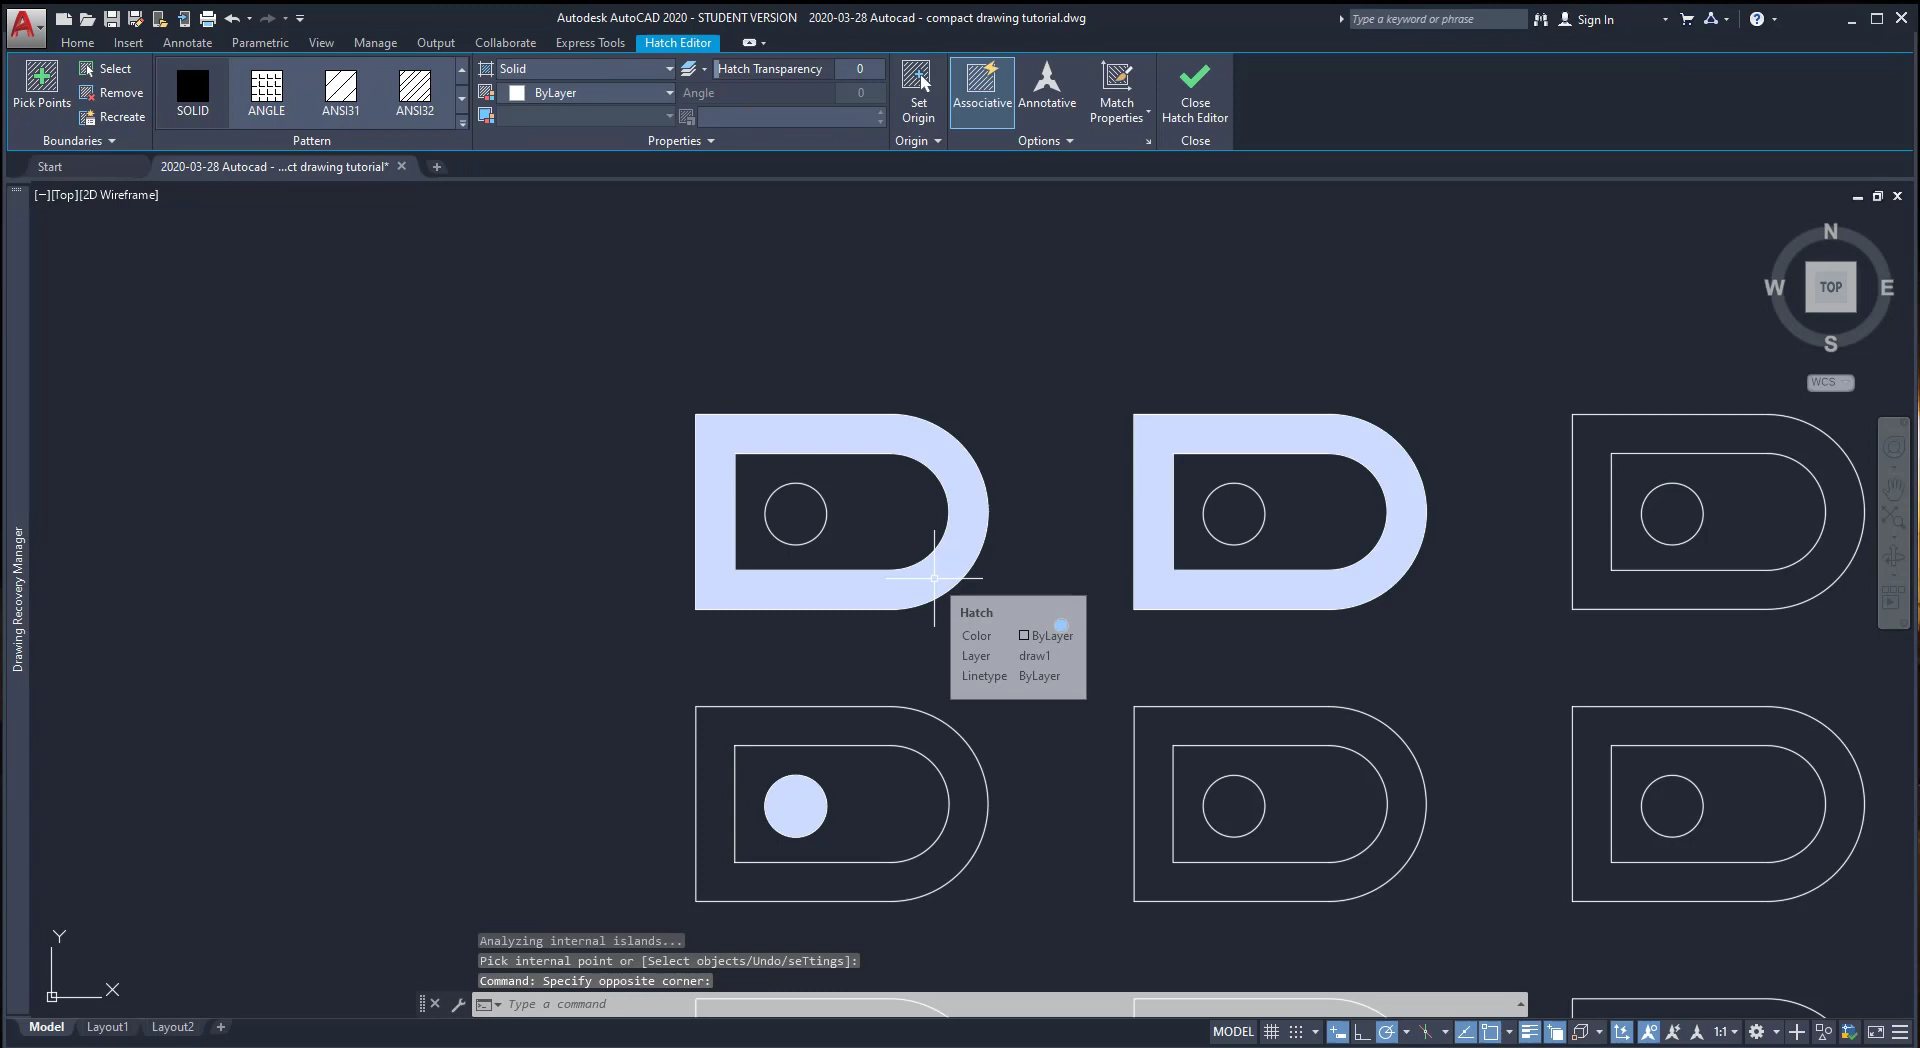 Autodesk AutoCAD 2020 - STUDENT VERSION 2020-03-28 Autocad - compact drawing tutorial.dwg
Type a keyword or phrase
Sign In
Home Insert Annotate Parametric View Manage Output Collaborate Express Tools Hatch Editor
Pick Points
Select
Remove
Recreate
Boundaries
SOLID ANGLE ANSI31 ANSI32
Pattern
Solid
Hatch Transparency 0
ByLayer
Angle 0
Properties
Set
Origin
Origin
Associative
Annotative
Match
Properties
Options
Close
Hatch Editor
Close
Start
2020-03-28 Autocad - ...ct drawing tutorial*
[−][Top][2D Wireframe]
N
W TOP E
S
WCS
Drawing Recovery Manager
Hatch
Color ByLayer
Layer draw1
Linetype ByLayer
Y
X
Analyzing internal islands...
Pick internal point or [Select objects/Undo/seTtings]:
Command: Specify opposite corner:
Type a command
Model Layout1 Layout2
MODEL
1:1